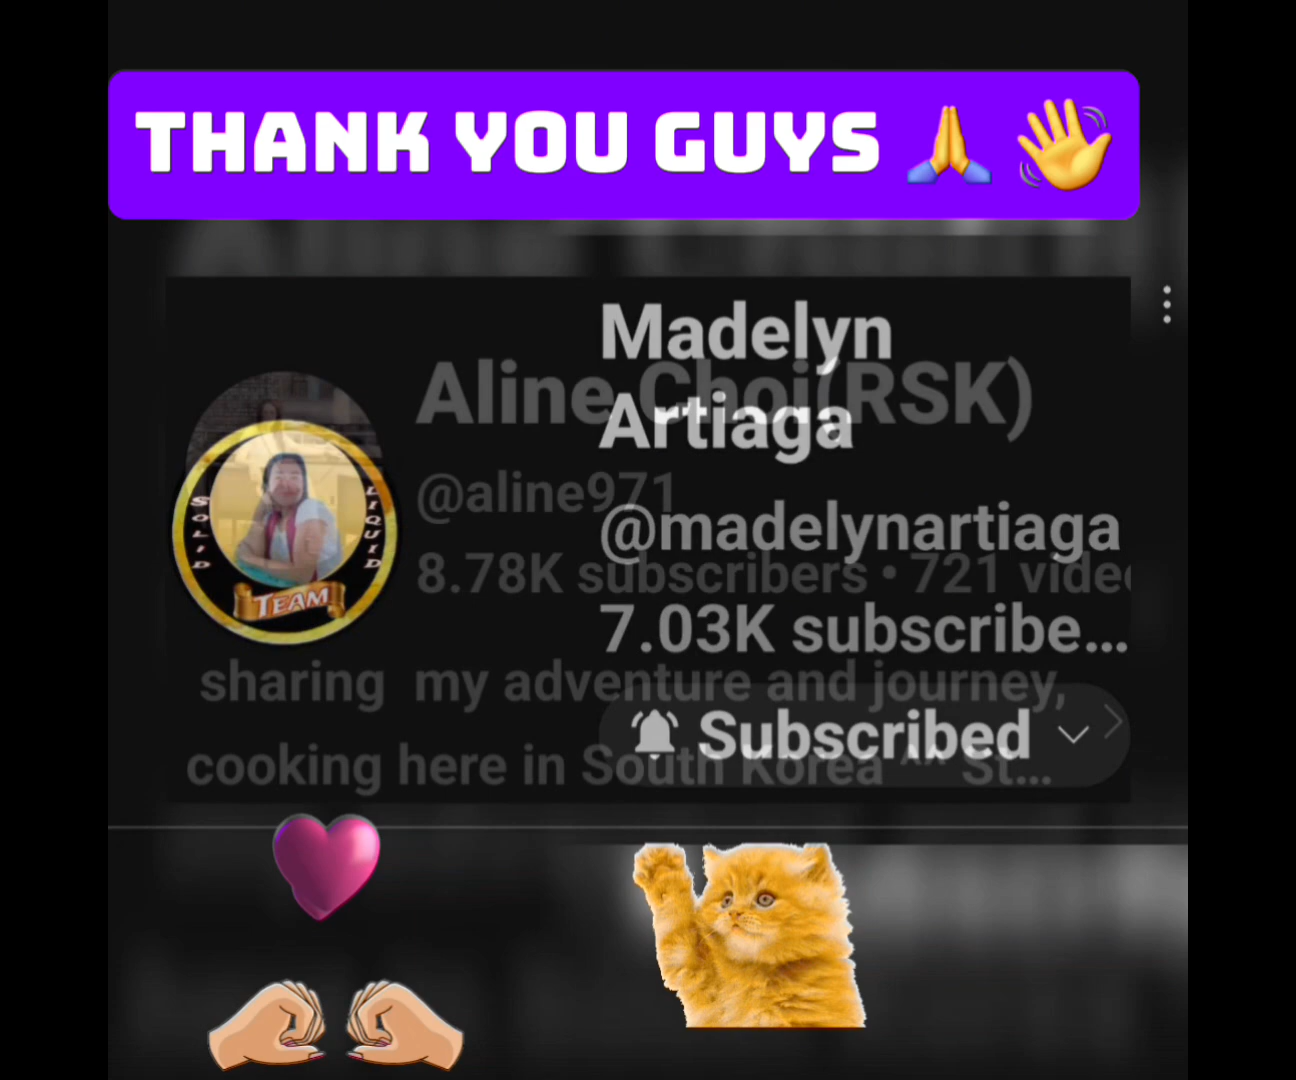 THANK YOU GUYS 🙏 👋
Madelyn
Aline Choi(RSK)
Artiaga
@aline971
@madelynartiaga
8.78K subscribers • 721 vide
7.03K subscribe...
SOLID
LIQUID
TEAM
sharing my adventure and journey,
Subscribed
cooking here in South Korea ^^ St...